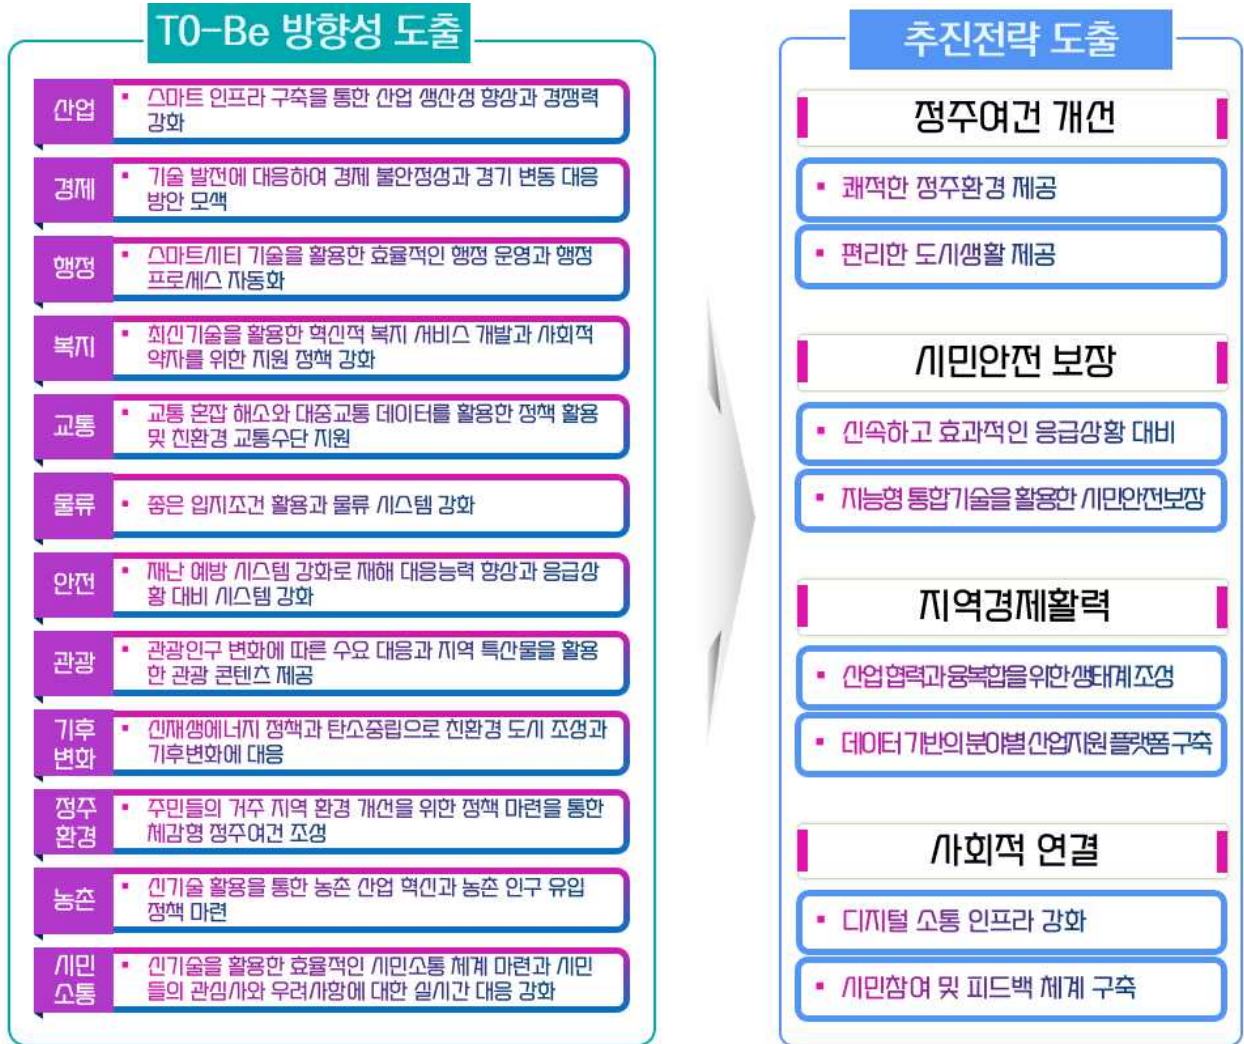 TO-Be 방향성 도출
산업
▪ 스마트 인프라 구축을 통한 산업 생산성 향상과 경쟁력
강화
경제
▪ 기술 발전에 대응하여 경제 불안정성과 경기 변동 대응
방안 모색
행정
▪ 스마트시티 기술을 활용한 효율적인 행정 운영과 행정
프로세스 자동화
복지
▪ 최신기술을 활용한 혁신적 복지 서비스 개발과 사회적
약자를 위한 지원 정책 강화
교통
▪ 교통 혼잡 해소와 대중교통 데이터를 활용한 정책 활용
및 친환경 교통수단 지원
물류
▪ 좋은 입지조건 활용과 물류 시스템 강화
안전
▪ 재난 예방 시스템 강화로 재해 대응능력 향상과 응급상
황 대비 시스템 강화
관광
▪ 관광인구 변화에 따른 수요 대응과 지역 특산물을 활용
한 관광 콘텐츠 제공
기후
변화
▪ 신재생에너지 정책과 탄소중립으로 친환경 도시 조성과
기후변화에 대응
정주
환경
▪ 주민들의 거주 지역 환경 개선을 위한 정책 마련을 통한
체감형 정주여건 조성
농촌
▪ 신기술 활용을 통한 농촌 산업 혁신과 농촌 인구 유입
정책 마련
시민
소통
▪ 신기술을 활용한 효율적인 시민소통 체계 마련과 시민
들의 관심사와 우려사항에 대한 실시간 대응 강화
추진전략 도출
정주여건 개선
▪ 쾌적한 정주환경 제공
▪ 편리한 도시생활 제공
시민안전 보장
▪ 신속하고 효과적인 응급상황 대비
▪ 지능형 통합기술을 활용한 시민안전보장
지역경제활력
▪ 산업 협력과 융복합을 위한 생태계 조성
▪ 데이터 기반의 분야별 산업지원 플랫폼 구축
사회적 연결
▪ 디지털 소통 인프라 강화
▪ 시민참여 및 피드백 체계 구축